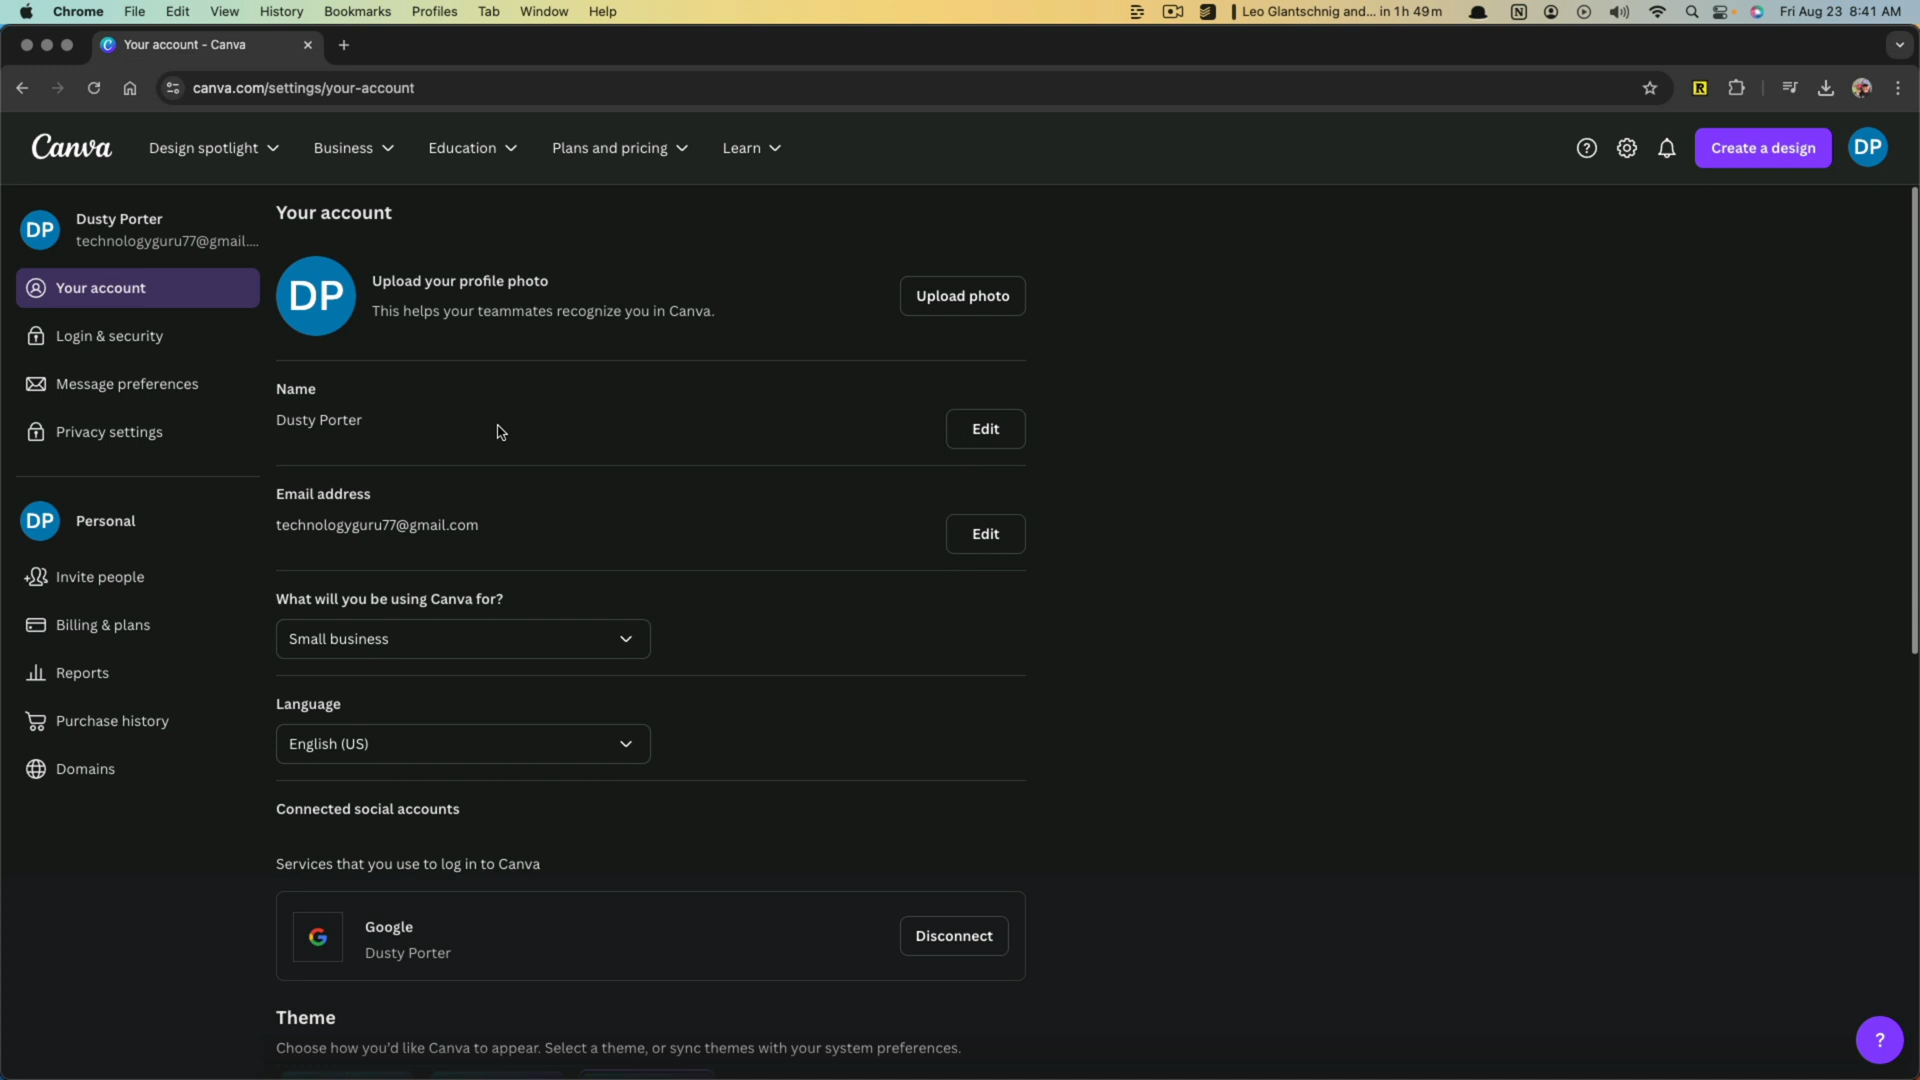 Chrome File Edit View History Bookmarks Profiles Tab Window Help Leo Glantschnig and... in 1h 49m Fri Aug 23 8:41 AM
Your account - Canva
canva.com/settings/your-account
Canva Design spotlight Business Education Plans and pricing Learn Create a design DP
DP
Dusty Porter
technologyguru77@gmail....
Your account
Login & security
Message preferences
Privacy settings
DP Personal
Invite people
Billing & plans
Reports
Purchase history
Domains
Your account
DP
Upload your profile photo
This helps your teammates recognize you in Canva.
Upload photo
Name
Dusty Porter
Edit
Email address
technologyguru77@gmail.com
Edit
What will you be using Canva for?
Small business
Language
English (US)
Connected social accounts
Services that you use to log in to Canva
G
Google
Dusty Porter
Disconnect
Theme
Choose how you'd like Canva to appear. Select a theme, or sync themes with your system preferences.
?